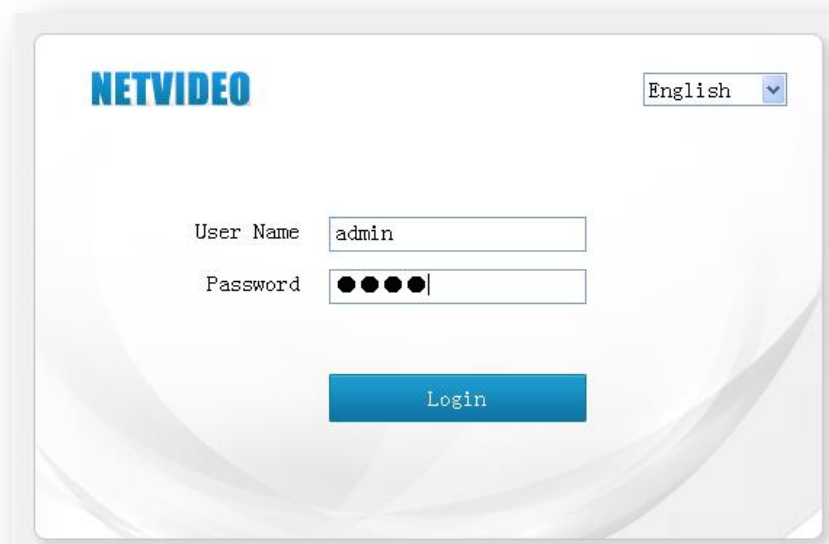 NETVIDEO
English
User Name
admin
Password
●●●●
Login